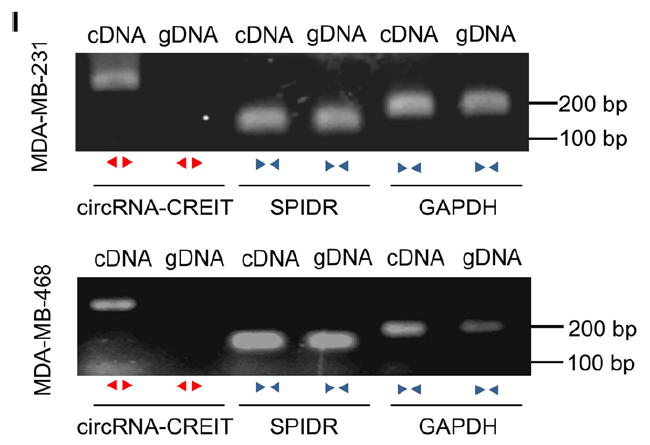 I
cDNA gDNA cDNA gDNA cDNA gDNA
MDA-MB-231
200 bp
100 bp
circRNA-CREIT SPIDR GAPDH
cDNA gDNA cDNA gDNA cDNA gDNA
MDA-MB-468
200 bp
100 bp
circRNA-CREIT SPIDR GAPDH